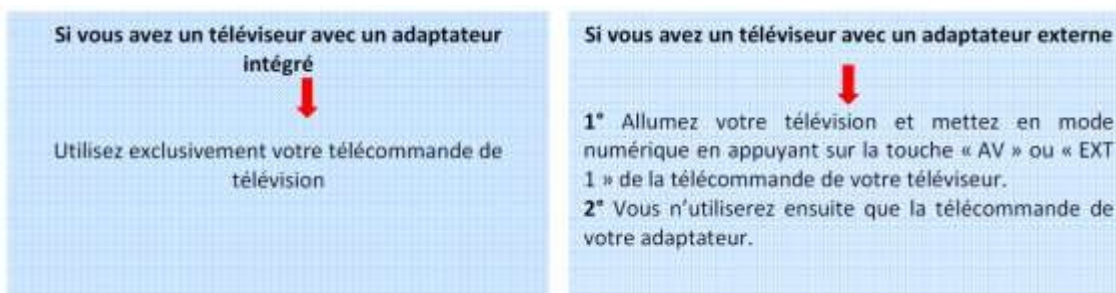 Si vous avez un téléviseur avec un adaptateur
intégré
Utilisez exclusivement votre télécommande de
télévision
Si vous avez un téléviseur avec un adaptateur externe
1° Allumez votre télévision et mettez en mode
numérique en appuyant sur la touche « AV » ou « EXT
1 » de la télécommande de votre téléviseur.
2° Vous n’utiliserez ensuite que la télécommande de
votre adaptateur.